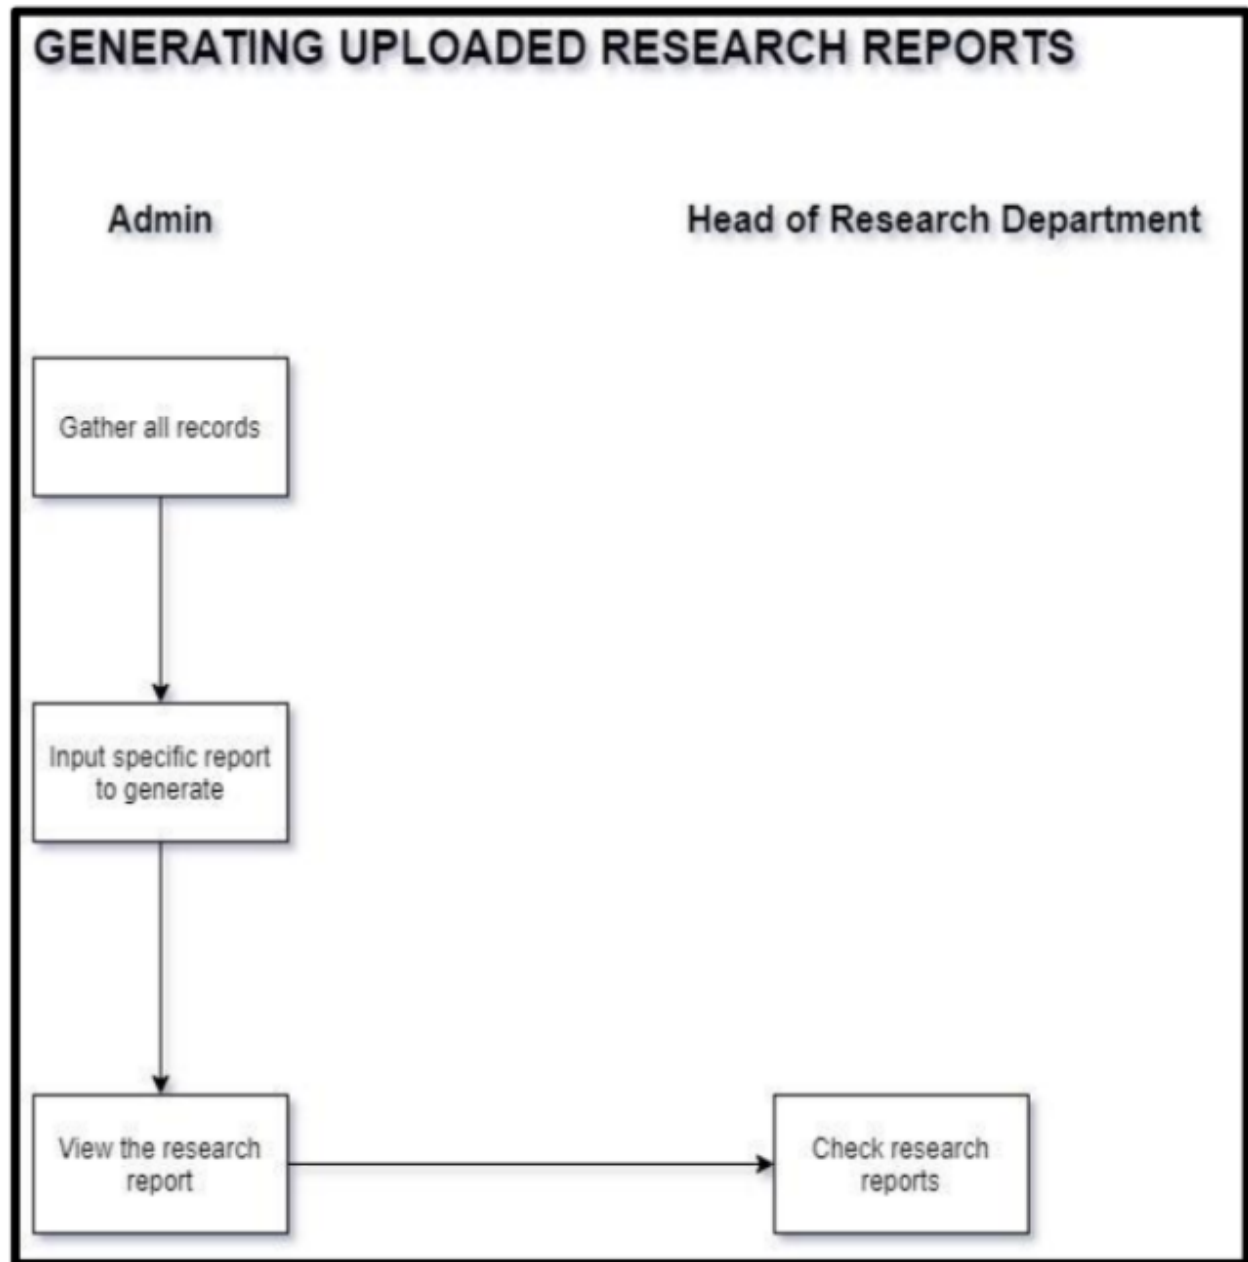 GENERATING UPLOADED RESEARCH REPORTS
Admin
Head of Research Department
Gather all records
Input specific report
to generate
View the research
report
Check research
reports